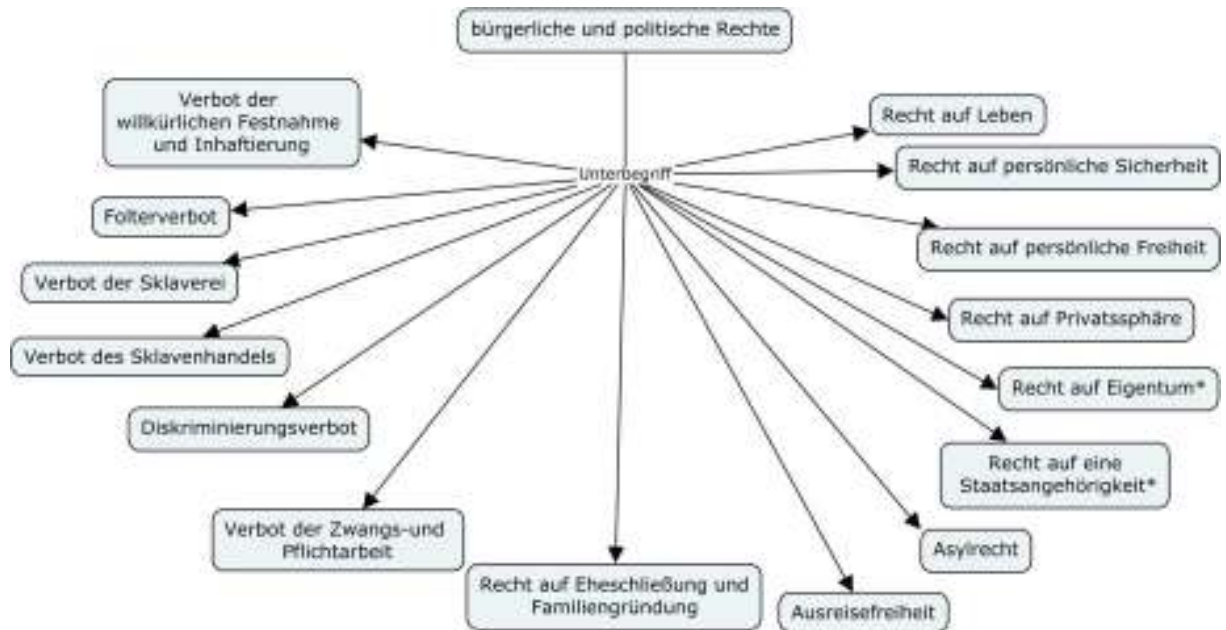 bürgerliche und politische Rechte
Verbot der
willkürlichen Festnahme
und Inhaftierung
Recht auf Leben
Recht auf persönliche Sicherheit
Unterbegriff
Folterverbot
Recht auf persönliche Freiheit
Verbot der Sklaverei
Recht auf Privatssphäre
Verbot des Sklavenhandels
Recht auf Eigentum*
Diskriminierungsverbot
Recht auf eine
Staatsangehörigkeit*
Verbot der Zwangs-und
Pflichtarbeit
Asylrecht
Recht auf Eheschließung und
Familiengründung
Ausreisefreiheit